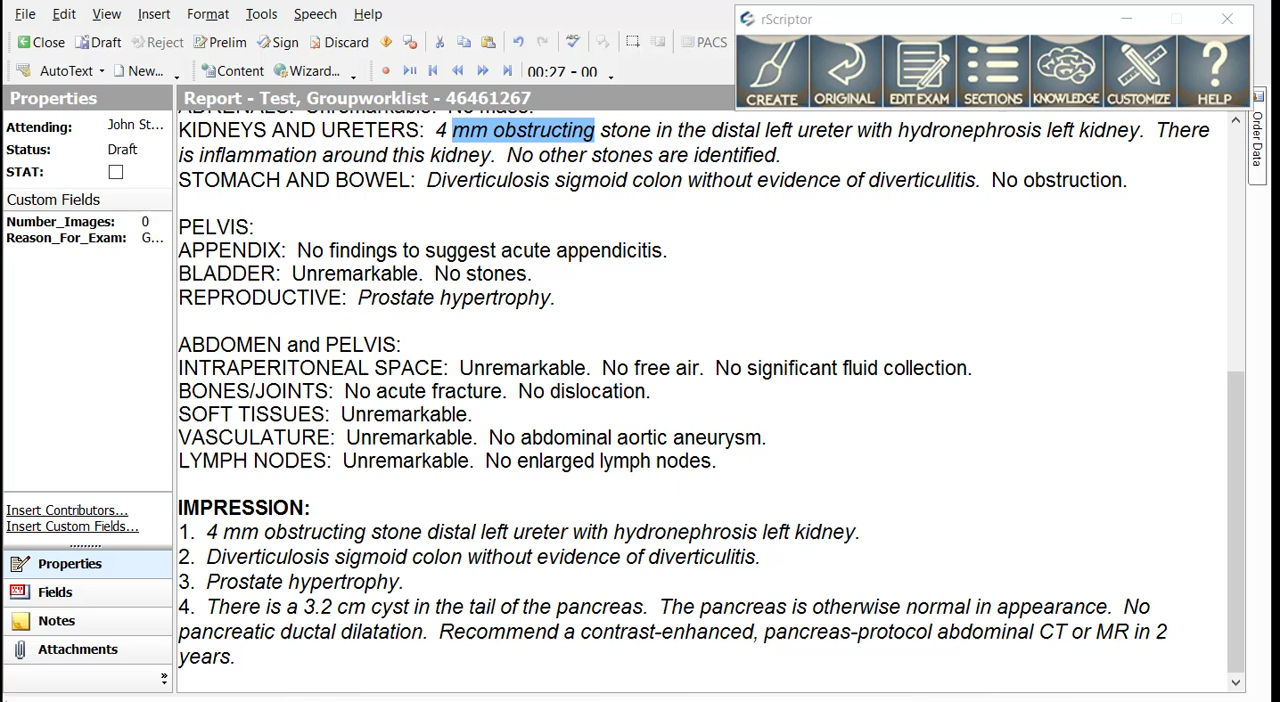 File Edit View Insert Format Tools Speech Help
rScriptor
Close Draft Reject Prelim Sign Discard ABC PACS
AutoText New... Content Wizard... 00:27 - 00
CREATE ORIGINAL EDIT EXAM SECTIONS KNOWLEDGE CUSTOMIZE HELP
Properties
Attending: John St...
Status: Draft
STAT:
Custom Fields
Number_Images: 0
Reason_For_Exam: G...
Insert Contributors...
Insert Custom Fields...
Properties
Fields
Notes
Attachments
Report - Test, Groupworklist - 46461267
KIDNEYS AND URETERS: 4 mm obstructing stone in the distal left ureter with hydronephrosis left kidney. There
is inflammation around this kidney. No other stones are identified.
STOMACH AND BOWEL: Diverticulosis sigmoid colon without evidence of diverticulitis. No obstruction.
PELVIS:
APPENDIX: No findings to suggest acute appendicitis.
BLADDER: Unremarkable. No stones.
REPRODUCTIVE: Prostate hypertrophy.
ABDOMEN and PELVIS:
INTRAPERITONEAL SPACE: Unremarkable. No free air. No significant fluid collection.
BONES/JOINTS: No acute fracture. No dislocation.
SOFT TISSUES: Unremarkable.
VASCULATURE: Unremarkable. No abdominal aortic aneurysm.
LYMPH NODES: Unremarkable. No enlarged lymph nodes.
IMPRESSION:
1. 4 mm obstructing stone distal left ureter with hydronephrosis left kidney.
2. Diverticulosis sigmoid colon without evidence of diverticulitis.
3. Prostate hypertrophy.
4. There is a 3.2 cm cyst in the tail of the pancreas. The pancreas is otherwise normal in appearance. No
pancreatic ductal dilatation. Recommend a contrast-enhanced, pancreas-protocol abdominal CT or MR in 2
years.
Order Data